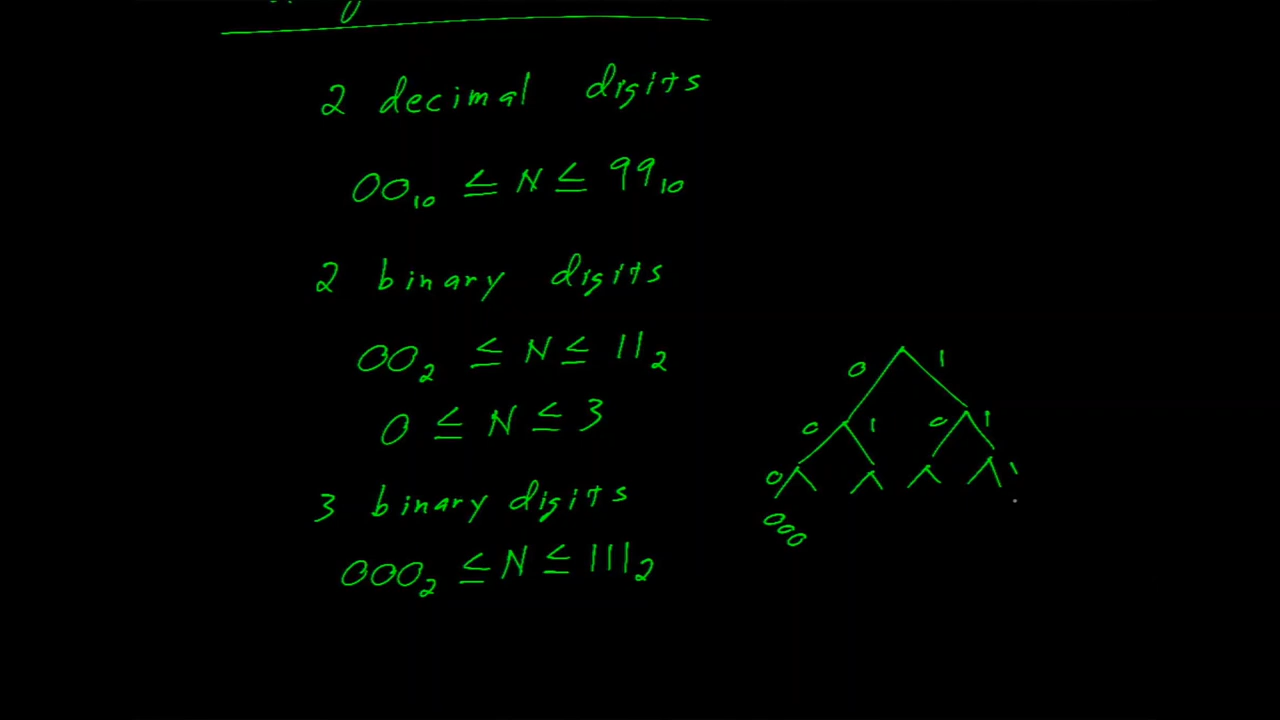 2 decimal digits
00₁₀ ≤ N ≤ 99₁₀
2 binary digits
00₂ ≤ N ≤ 11₂
0 ≤ N ≤ 3
3 binary digits
000₂ ≤ N ≤ 111₂
0 1
0 1 0 1
0 1
000